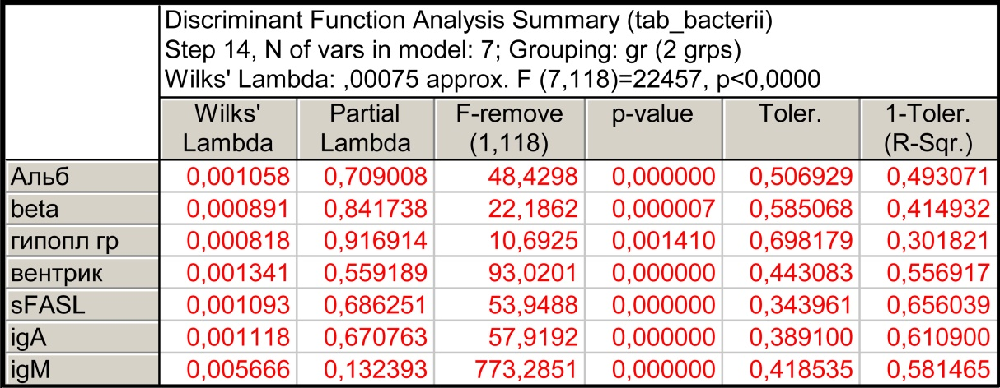 Discriminant Function Analysis Summary (tab_bacterii)
Step 14, N of vars in model: 7; Grouping: gr (2 grps)
Wilks' Lambda: ,00075 approx. F (7,118)=22457, p<0,0000
Wilks' Lambda Partial Lambda F-remove (1,118) p-value Toler. 1-Toler. (R-Sqr.)
Альб 0,001058 0,709008 48,4298 0,000000 0,506929 0,493071
beta 0,000891 0,841738 22,1862 0,000007 0,585068 0,414932
гипопл гр 0,000818 0,916914 10,6925 0,001410 0,698179 0,301821
вентрик 0,001341 0,559189 93,0201 0,000000 0,443083 0,556917
sFASL 0,001093 0,686251 53,9488 0,000000 0,343961 0,656039
igA 0,001118 0,670763 57,9192 0,000000 0,389100 0,610900
igM 0,005666 0,132393 773,2851 0,000000 0,418535 0,581465